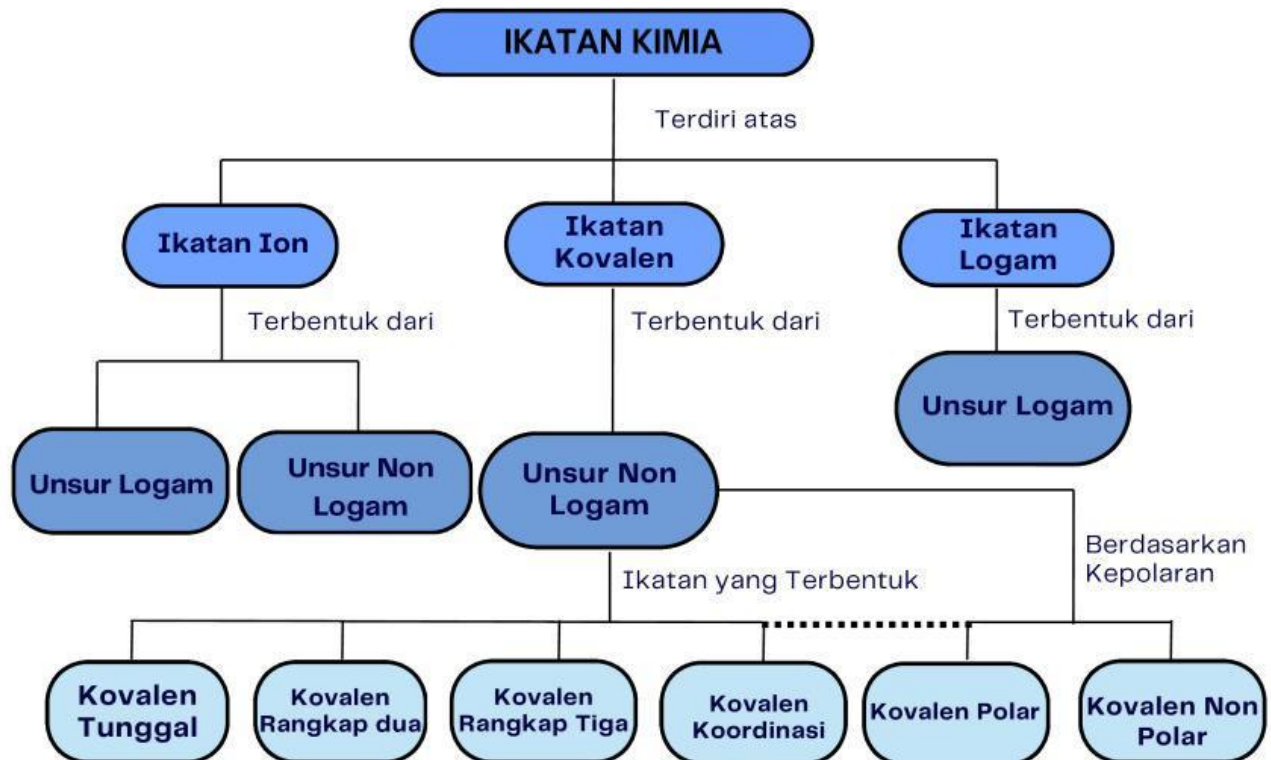 IKATAN KIMIA
Terdiri atas
Ikatan Ion
Ikatan
Kovalen
Ikatan
Logam
Terbentuk dari
Terbentuk dari
Terbentuk dari
Unsur Logam
Unsur Non
Logam
Unsur Non
Logam
Unsur Logam
Ikatan yang Terbentuk
Berdasarkan
Kepolaran
Kovalen
Tunggal
Kovalen
Rangkap dua
Kovalen
Rangkap Tiga
Kovalen
Koordinasi
Kovalen Polar
Kovalen Non
Polar